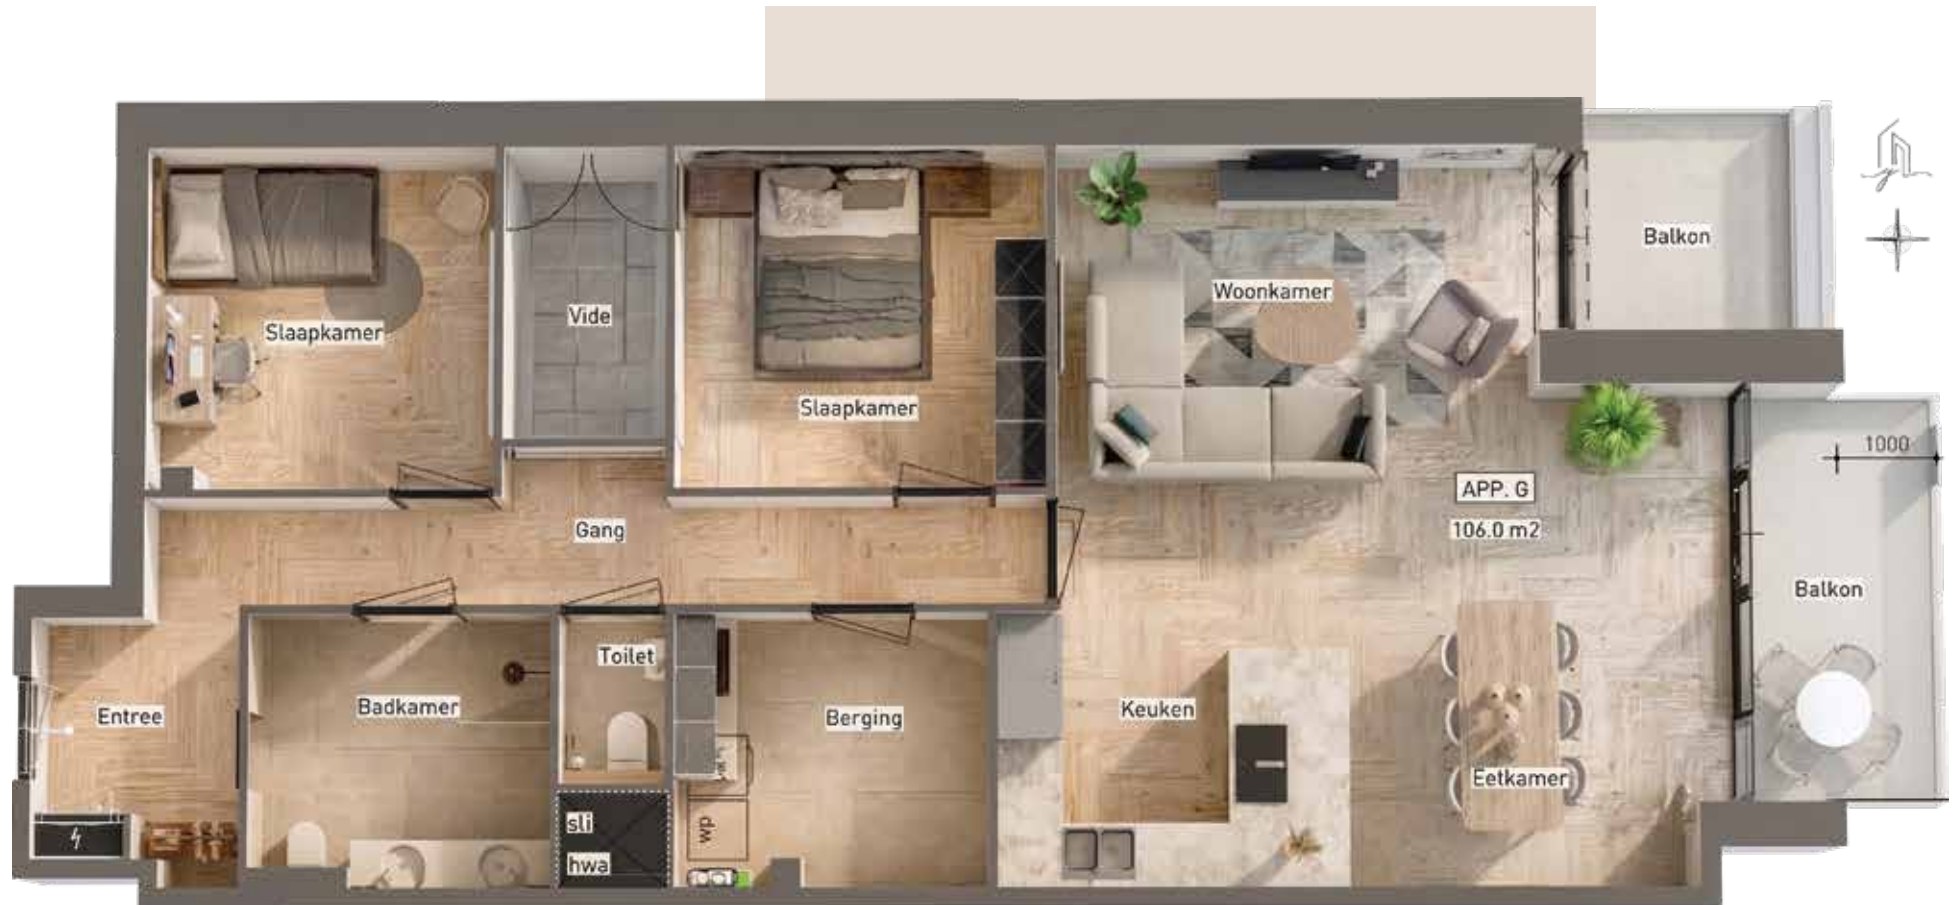 Balkon
Woonkamer
Vide
Slaapkamer
Slaapkamer
1000
APP. G
106.0 m2
Gang
Balkon
Toilet
Badkamer
Keuken
Entree
Berging
Eetkamer
sli
wp
hwa